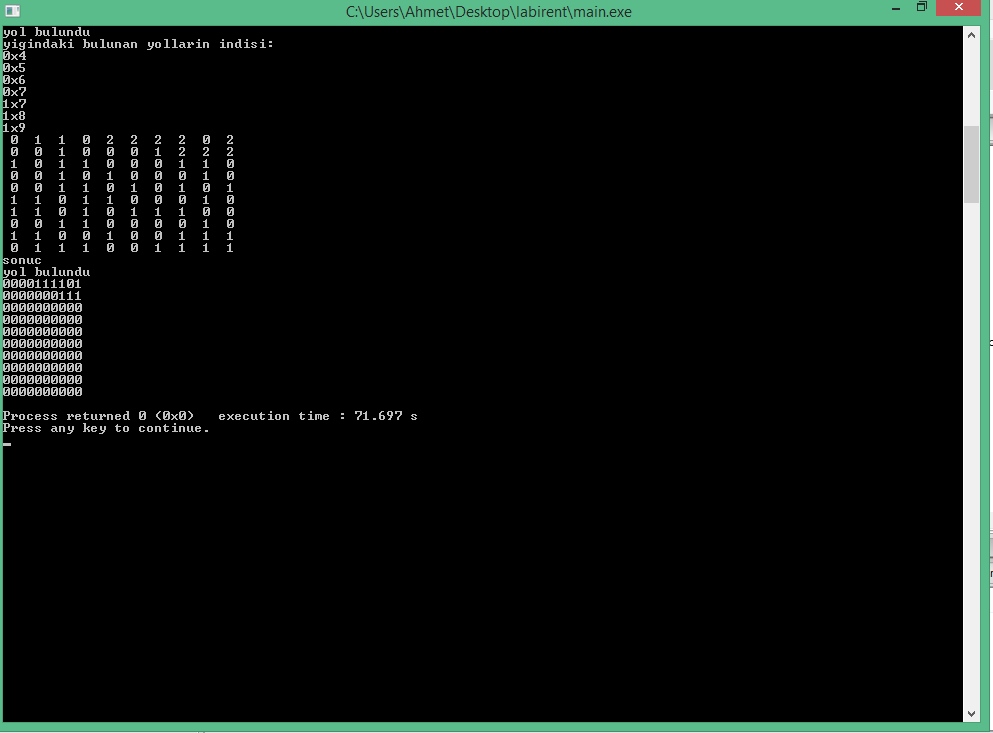 C:\Users\Ahmet\Desktop\labirent\main.exe
yol bulundu
yigindaki bulunan yollarin indisi:
0x4
0x5
0x6
0x7
1x7
1x8
1x9
0 1 1 0 2 2 2 2 0 2
0 0 1 0 0 0 1 2 2 2
1 0 1 1 0 0 0 1 1 0
0 0 1 0 1 0 0 0 1 0
0 0 1 1 0 1 0 1 0 1
1 1 0 1 1 0 0 0 1 0
1 1 0 1 0 1 1 1 0 0
0 0 1 1 0 0 0 0 1 0
1 1 0 0 1 0 0 1 1 1
0 1 1 1 0 0 1 1 1 1
sonuc
yol bulundu
0000111101
0000000111
0000000000
0000000000
0000000000
0000000000
0000000000
0000000000
0000000000
0000000000
Process returned 0 (0x0) execution time : 71.697 s
Press any key to continue.